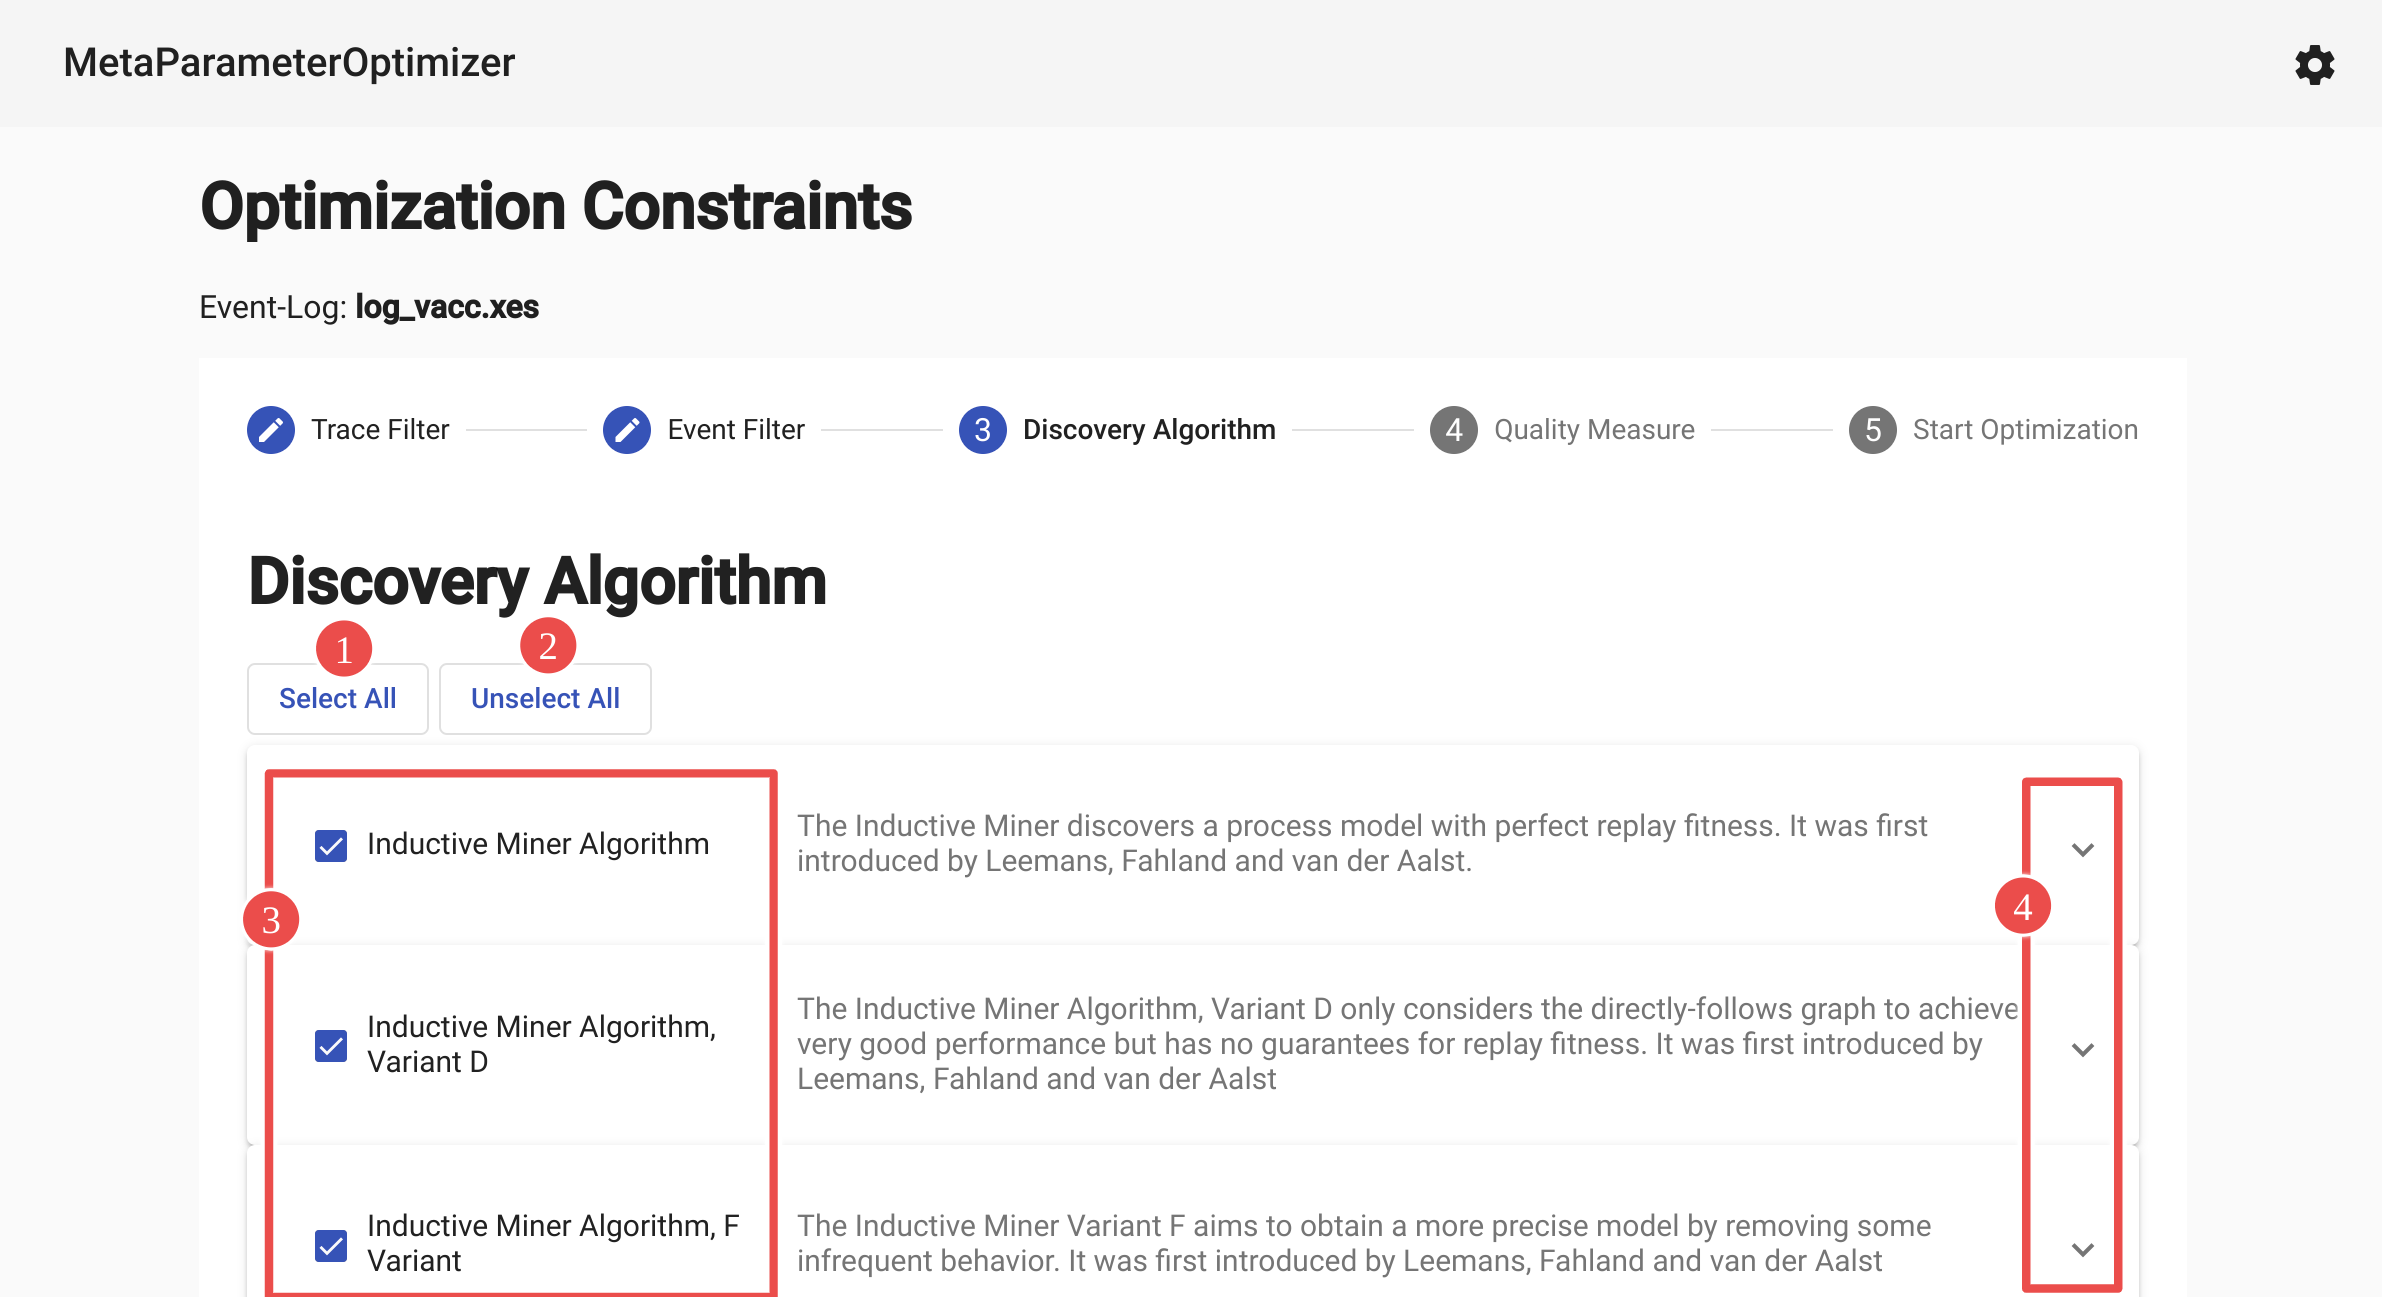 MetaParameterOptimizer
Optimization Constraints
Event-Log: log_vacc.xes
Trace Filter
Event Filter
3 Discovery Algorithm
4 Quality Measure
5 Start Optimization
Discovery Algorithm
1
2
Select All
Unselect All
Inductive Miner Algorithm
The Inductive Miner discovers a process model with perfect replay fitness. It was first
introduced by Leemans, Fahland and van der Aalst.
3
4
Inductive Miner Algorithm,
Variant D
The Inductive Miner Algorithm, Variant D only considers the directly-follows graph to achieve
very good performance but has no guarantees for replay fitness. It was first introduced by
Leemans, Fahland and van der Aalst
Inductive Miner Algorithm, F
Variant
The Inductive Miner Variant F aims to obtain a more precise model by removing some
infrequent behavior. It was first introduced by Leemans, Fahland and van der Aalst